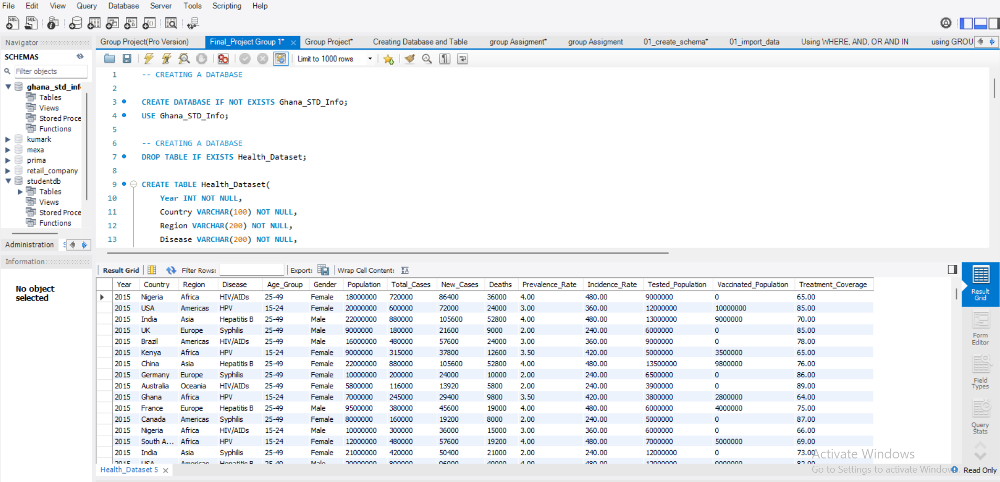 File Edit View Query Database Server Tools Scripting Help
Navigator
Group Project(Pro Version) Final_Project Group 1* Group Project* Creating Database and Table group Assigment* group Assigment 01_create_schema* 01_import_data Using WHERE, AND, OR AND IN using GROU
SCHEMAS
Limit to 1000 rows
Filter objects
ghana_std_inf
Tables
Views
Stored Proce
Functions
kumark
mexa
prima
retail_company
studentdb
Tables
Views
Stored Proce
Functions
Administration S
Information
No object
selected
1 -- CREATING A DATABASE
2
3 CREATE DATABASE IF NOT EXISTS Ghana_STD_Info;
4 USE Ghana_STD_Info;
5
6 -- CREATING A DATABASE
7 DROP TABLE IF EXISTS Health_Dataset;
8
9 CREATE TABLE Health_Dataset(
10 Year INT NOT NULL,
11 Country VARCHAR(100) NOT NULL,
12 Region VARCHAR(200) NOT NULL,
13 Disease VARCHAR(200) NOT NULL,
Result Grid Filter Rows: Export: Wrap Cell Content:
Year Country Region Disease Age_Group Gender Population Total_Cases New_Cases Deaths Prevalence_Rate Incidence_Rate Tested_Population Vaccinated_Population Treatment_Coverage
2015 Nigeria Africa HIV/AIDs 25-49 Female 18000000 720000 86400 36000 4.00 480.00 9000000 0 65.00
2015 USA Americas HPV 15-24 Female 20000000 600000 72000 24000 3.00 360.00 12000000 10000000 85.00
2015 India Asia Hepatitis B 25-49 Male 22000000 880000 105600 52800 4.00 480.00 13000000 9000000 70.00
2015 UK Europe Syphilis 25-49 Male 9000000 180000 21600 9000 2.00 240.00 6000000 0 85.00
2015 Brazil Americas HIV/AIDs 25-49 Male 16000000 480000 57600 24000 3.00 360.00 9000000 0 78.00
2015 Kenya Africa HPV 15-24 Female 9000000 315000 37800 12600 3.50 420.00 5000000 3500000 65.00
2015 China Asia Hepatitis B 25-49 Female 22000000 880000 105600 52800 4.00 480.00 13500000 9800000 76.00
2015 Germany Europe Syphilis 25-49 Female 10000000 200000 24000 10000 2.00 240.00 6500000 0 86.00
2015 Australia Oceania HIV/AIDs 25-49 Female 5800000 116000 13920 5800 2.00 240.00 3900000 0 89.00
2015 Ghana Africa HPV 15-24 Female 7000000 245000 29400 9800 3.50 420.00 3800000 2800000 64.00
2015 France Europe Hepatitis B 25-49 Male 9500000 380000 45600 19000 4.00 480.00 6000000 4000000 75.00
2015 Canada Americas Syphilis 25-49 Female 8000000 160000 19200 8000 2.00 240.00 5000000 0 87.00
2015 Nigeria Africa HIV/AIDs 15-24 Male 10000000 300000 36000 15000 3.00 360.00 6000000 0 66.00
2015 South A... Africa HPV 15-24 Female 12000000 480000 57600 19200 4.00 480.00 7000000 5000000 69.00
2015 India Asia Syphilis 25-49 Female 21000000 420000 50400 21000 2.00 240.00 12000000 0 73.00
2015 USA Americas Hepatitis B 25-49 Male 20000000 800000 96000 40000 4.00 480.00 12000000 9000000 82.00
Result
Grid
Form
Editor
Field
Types
Query
Stats
Health_Dataset 5
Activate Windows
Go to Settings to activate Windows.
Read Only